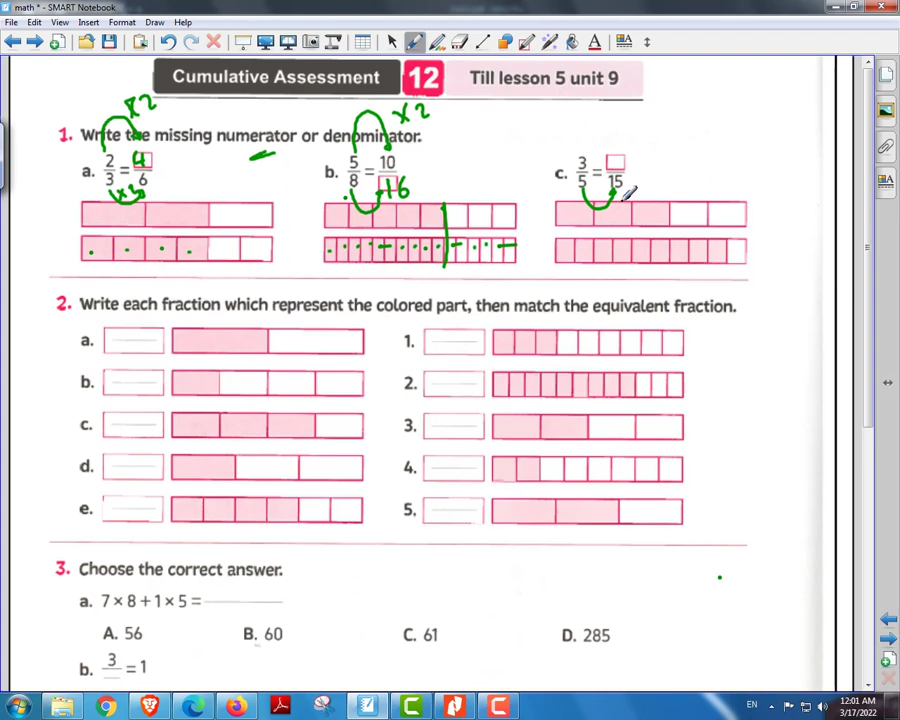 math * - SMART Notebook
File Edit View Insert Format Draw Help
Cumulative Assessment 12 Till lesson 5 unit 9
×2 ×2
1. Write the missing numerator or denominator.
a. 2/3 = 4/6 b. 5/8 = 10/16 c. 3/5 = □/15
2. Write each fraction which represent the colored part, then match the equivalent fraction.
a. 1.
b. 2.
c. 3.
d. 4.
e. 5.
3. Choose the correct answer.
a. 7 × 8 + 1 × 5 =
A. 56 B. 60 C. 61 D. 285
b. 3/ = 1
EN 12:01 AM
3/17/2022